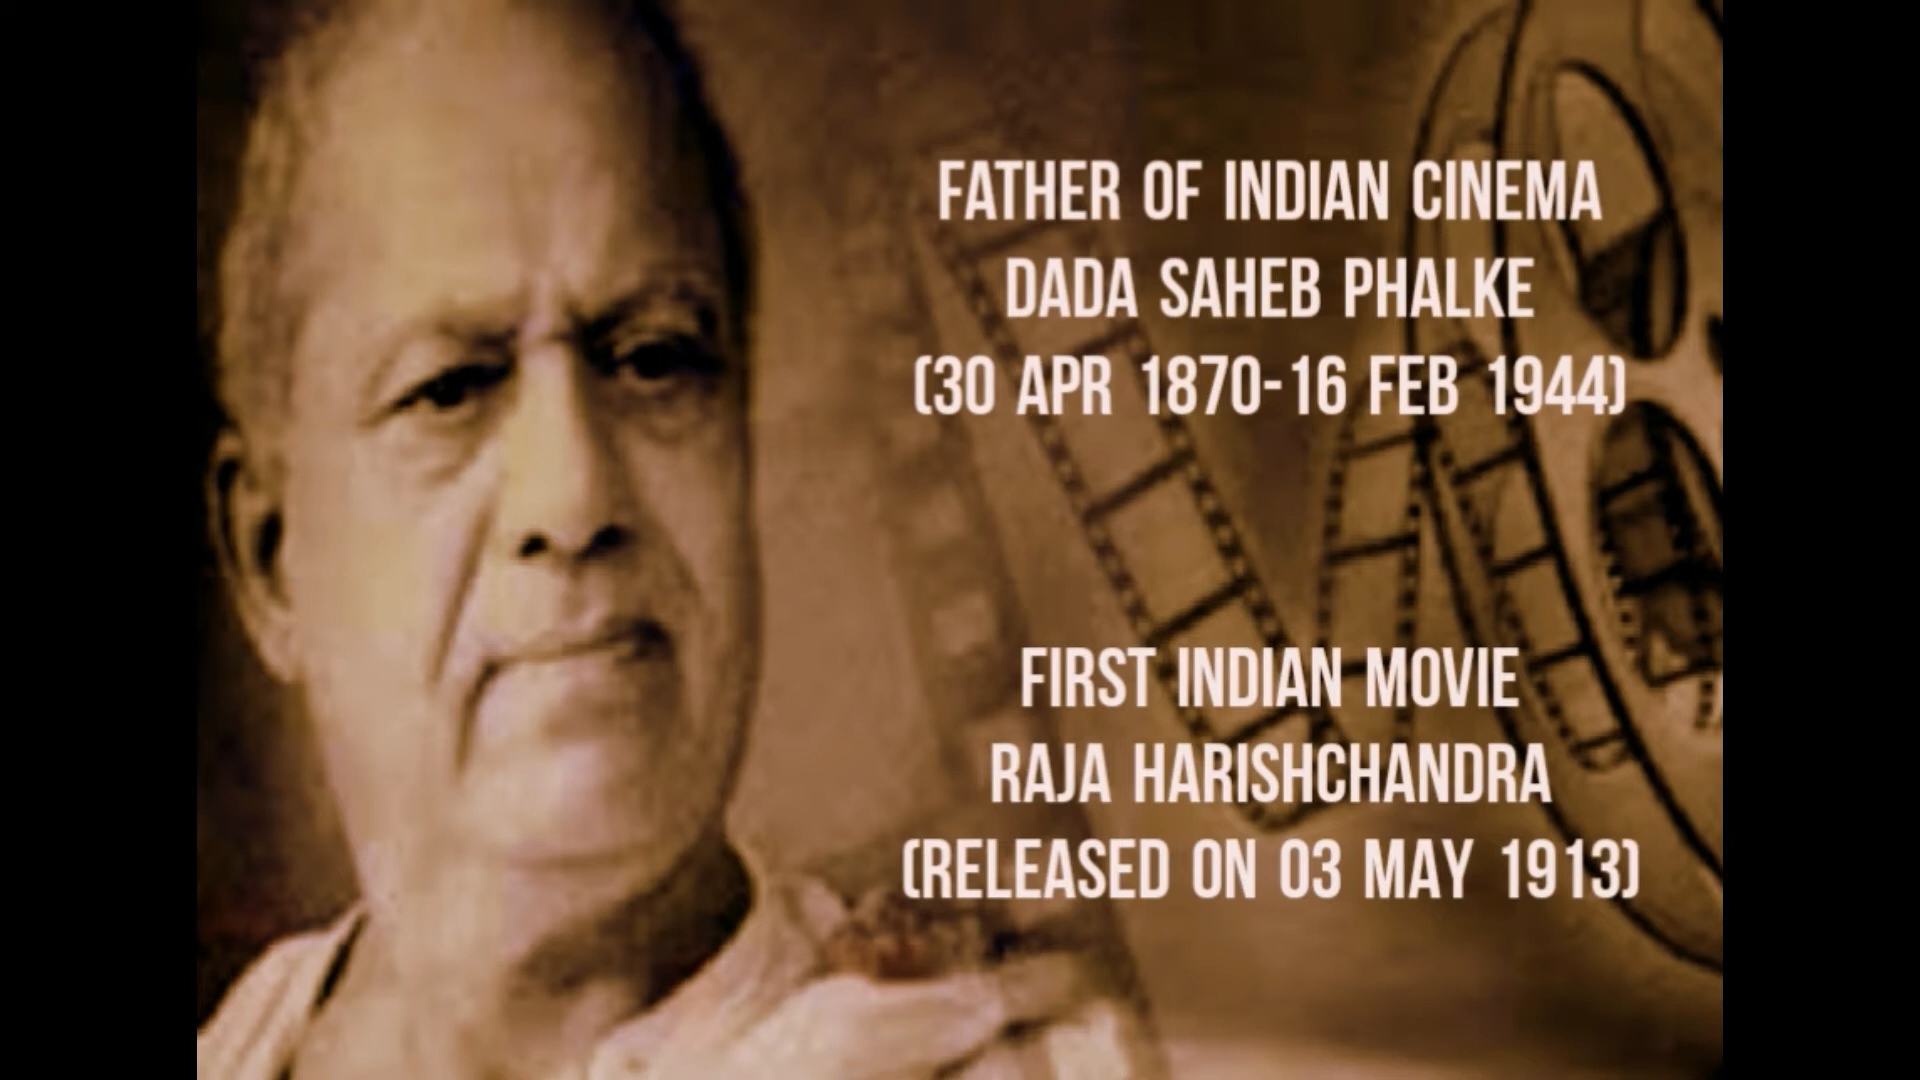 FATHER OF INDIAN CINEMA
DADA SAHEB PHALKE
(30 APR 1870-16 FEB 1944)
FIRST INDIAN MOVIE
RAJA HARISHCHANDRA
(RELEASED ON 03 MAY 1913)